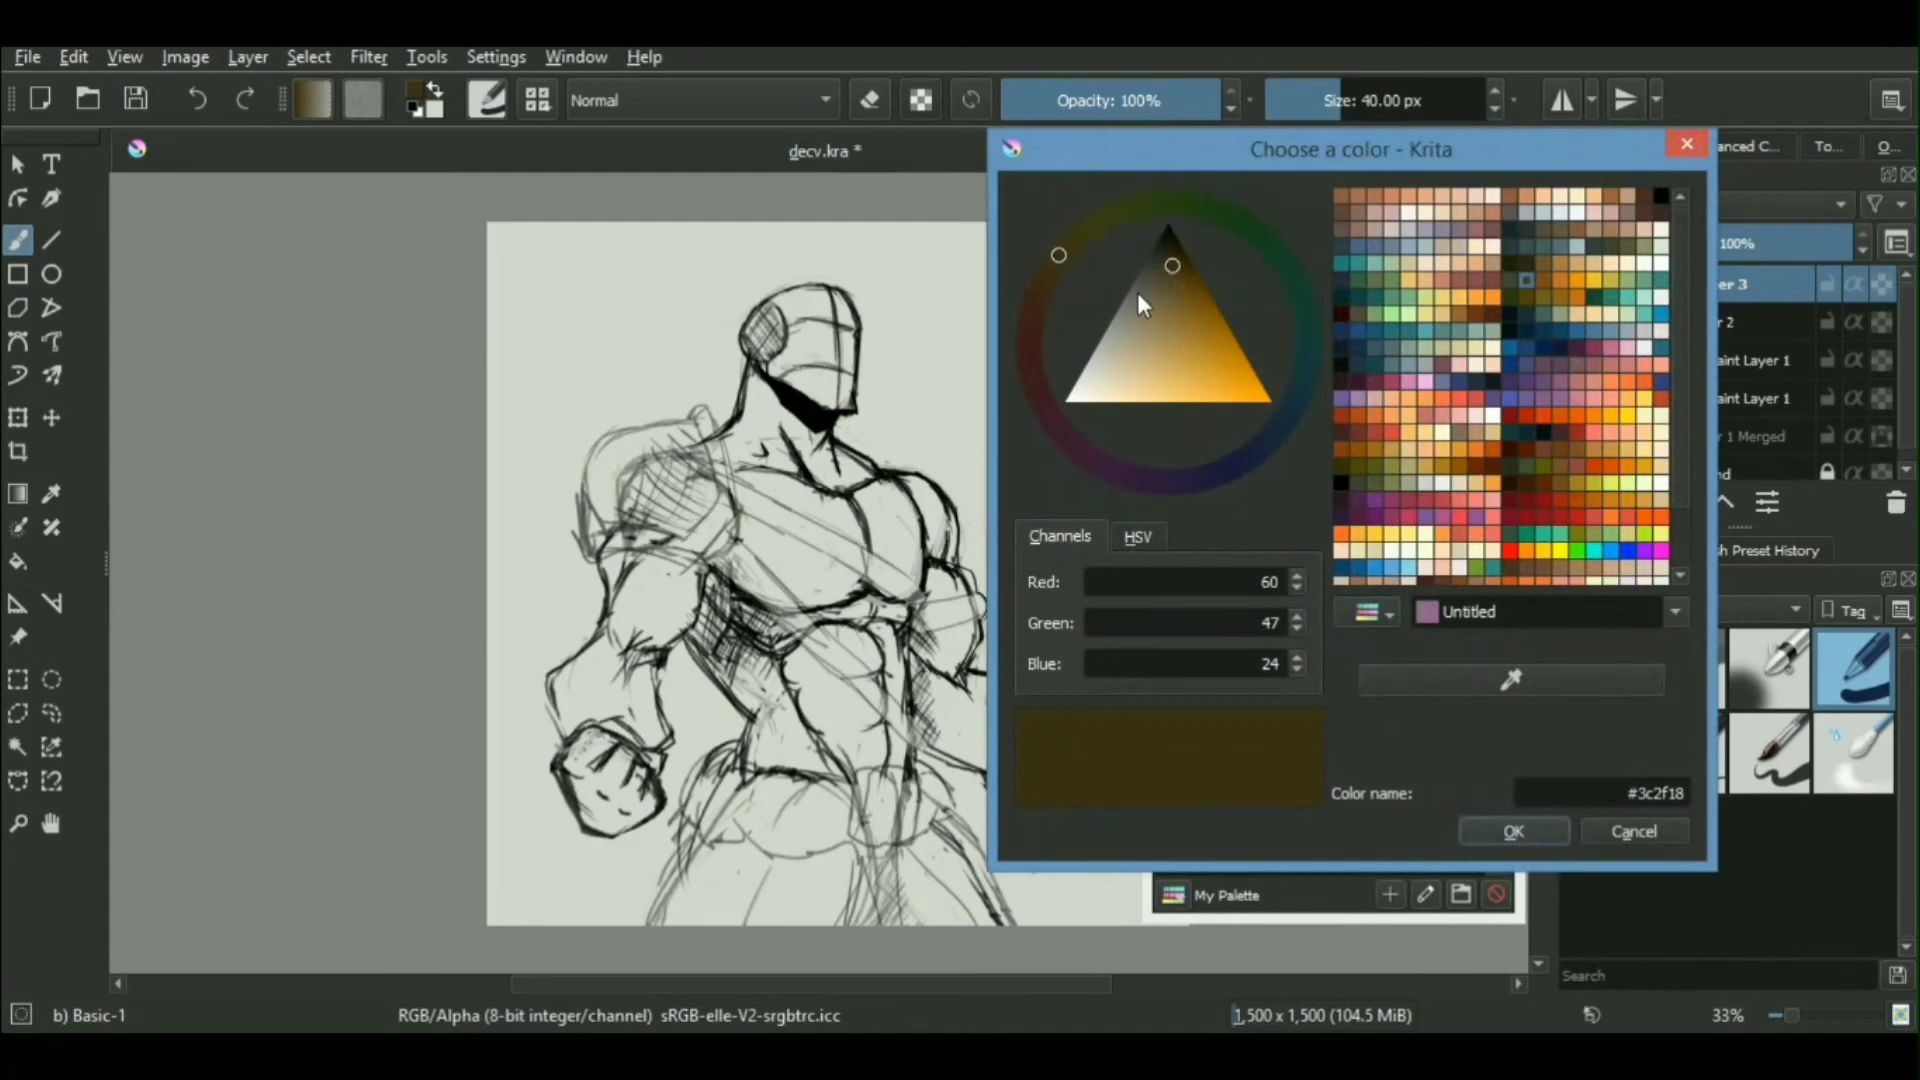 File Edit View Image Layer Select Filter Tools Settings Window Help
Normal
Opacity: 100%
Size: 40.00 px
decv.kra *
Choose a color - Krita
anced C...
To...
O...
100%
er 3
r 2
aint Layer 1
aint Layer 1
r 1 Merged
nd
Channels
HSV
Red: 60
Green: 47
Blue: 24
Untitled
sh Preset History
Tag
Color name: #3c2f18
OK
Cancel
My Palette
Search
b) Basic-1
RGB/Alpha (8-bit integer/channel) sRGB-elle-V2-srgbtrc.icc
1,500 x 1,500 (104.5 MiB)
33%